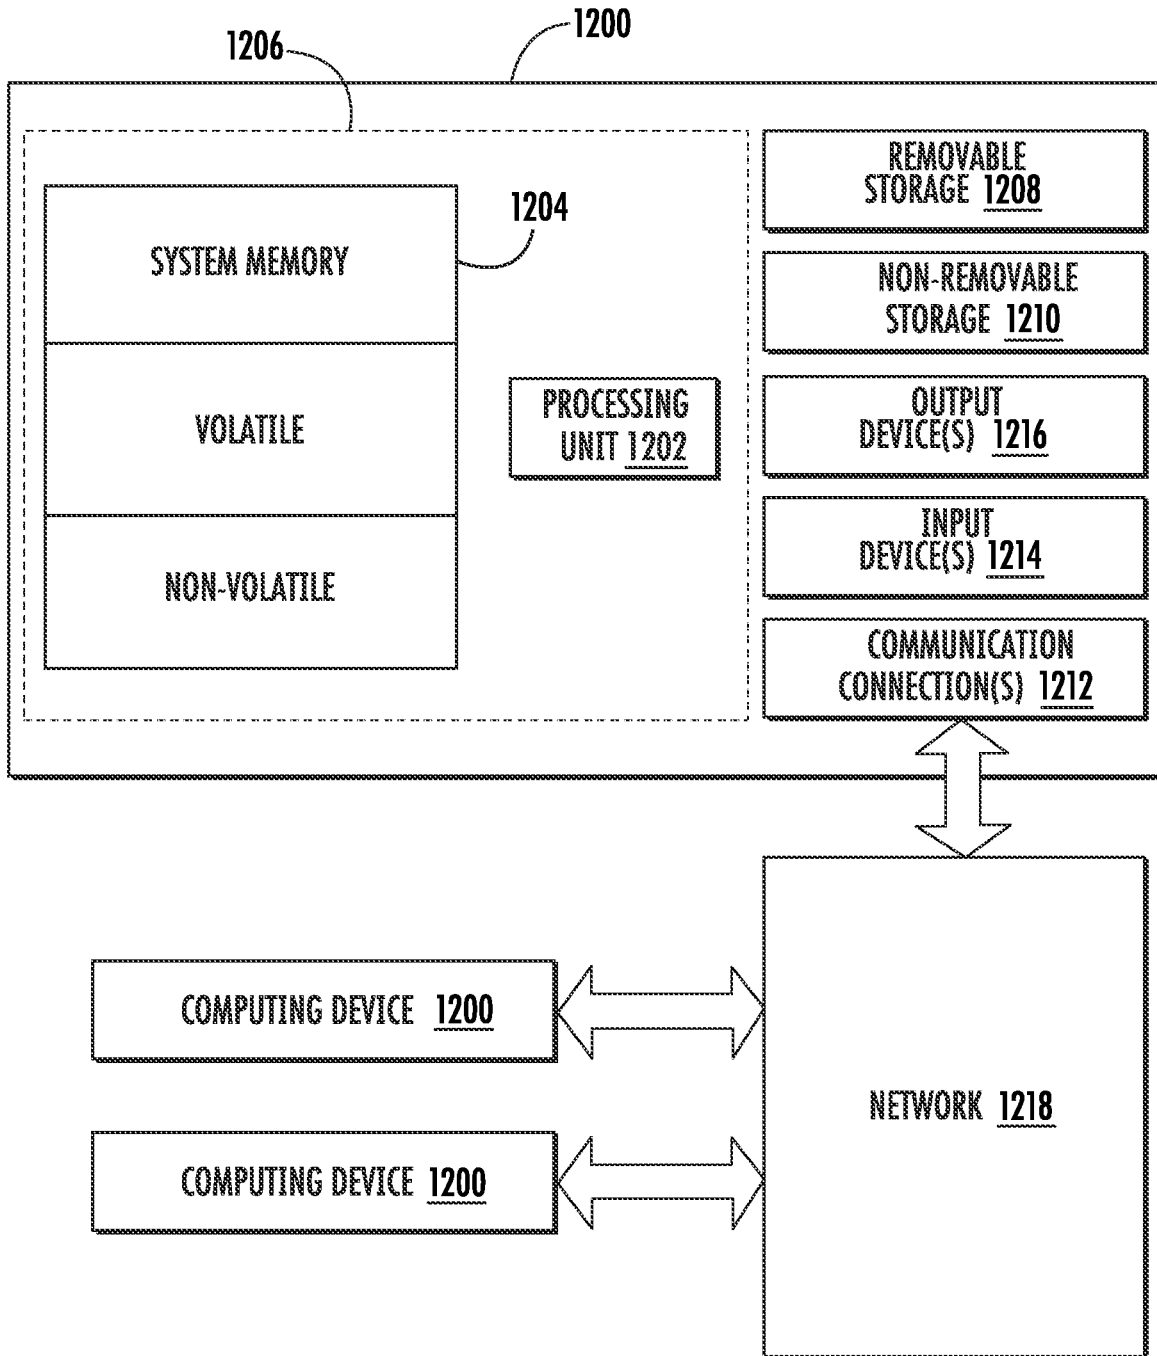 1200
1206
REMOVABLE
STORAGE 1208
1204
SYSTEM MEMORY
NON-REMOVABLE
STORAGE 1210
VOLATILE
PROCESSING
UNIT 1202
OUTPUT
DEVICE(S) 1216
INPUT
DEVICE(S) 1214
NON-VOLATILE
COMMUNICATION
CONNECTION(S) 1212
COMPUTING DEVICE 1200
NETWORK 1218
COMPUTING DEVICE 1200